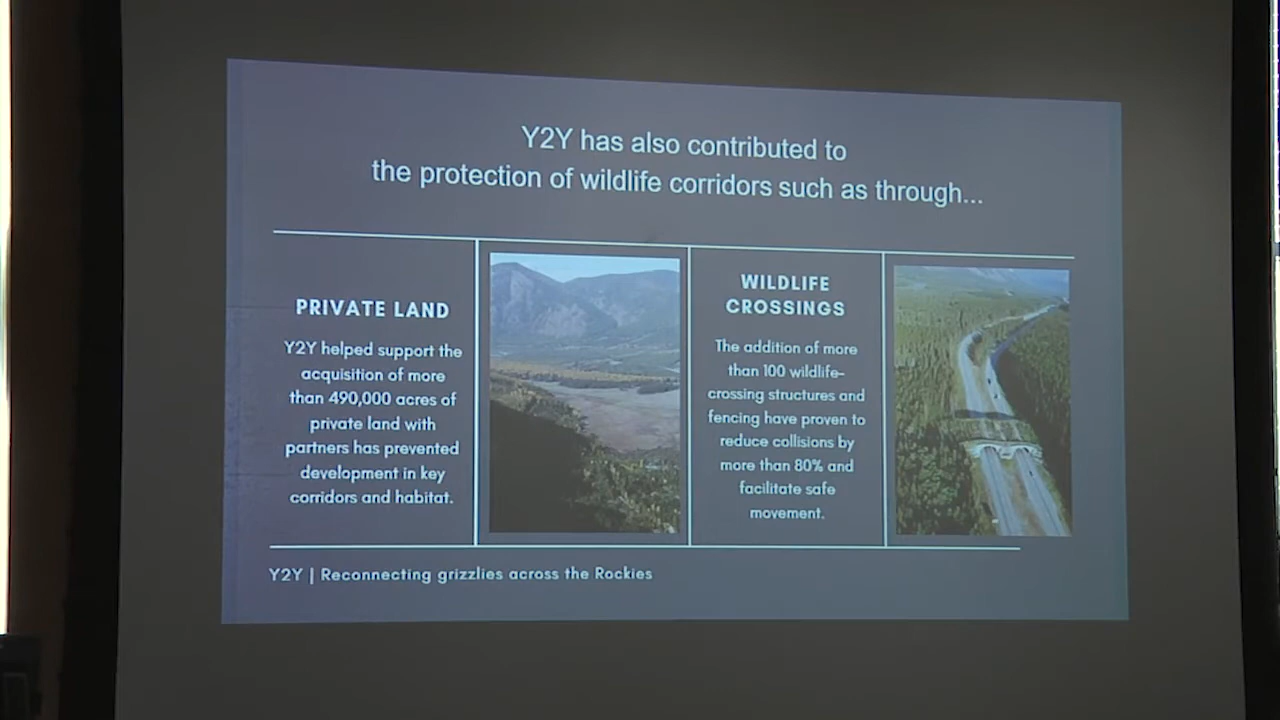 Y2Y has also contributed to
the protection of wildlife corridors such as through...
PRIVATE LAND
Y2Y helped support the
acquisition of more
than 490,000 acres of
private land with
partners has prevented
development in key
corridors and habitat.
WILDLIFE
CROSSINGS
The addition of more
than 100 wildlife-
crossing structures and
fencing have proven to
reduce collisions by
more than 80% and
facilitate safe
movement.
Y2Y | Reconnecting grizzlies across the Rockies